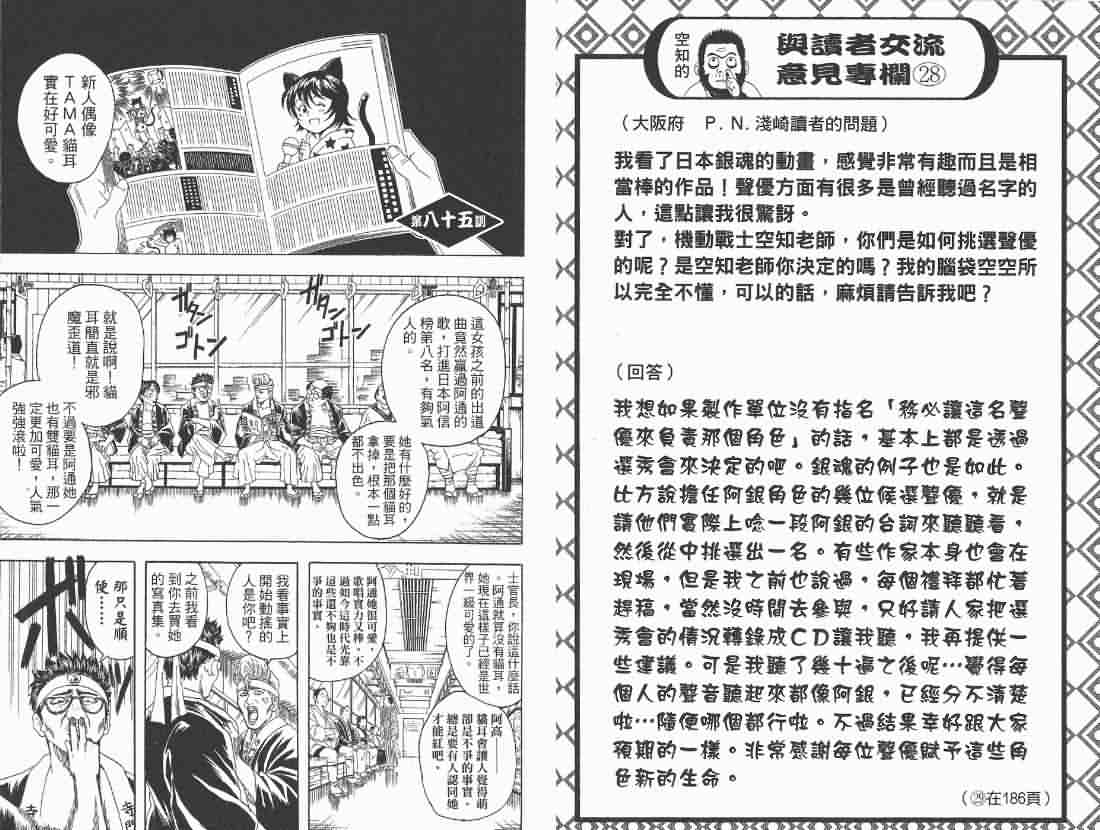 空知的
與讀者交流
意見專欄㉘
（大阪府　P.N.淺崎讀者的問題）
我看了日本銀魂的動畫，感覺非常有趣而且是相
當棒的作品！聲優方面有很多是曾經聽過名字的
人，這點讓我很驚訝。
對了，機動戰士空知老師，你們是如何挑選聲優
的呢？是空知老師你決定的嗎？我的腦袋空空所
以完全不懂，可以的話，麻煩請告訴我吧？
（回答）
我想如果製作單位沒有指名「務必讓這名聲
優來負責那個角色」的話，基本上都是透過
選秀會來決定的吧。銀魂的例子也是如此。
比方說擔任阿銀角色的幾位候選聲優，就是
請他們實際上唸一段阿銀的台詞來聽聽看，
然後從中挑選出一名。有些作家本身也會在
現場，但是我之前也說過，每個禮拜都忙著
趕稿，當然沒時間去參與，只好請人家把選
秀會的情況轉錄成CD讓我聽，我再提供一
些建議。可是我聽了幾十遍之後呢…覺得每
個人的聲音聽起來都像阿銀，已經分不清楚
啦…隨便哪個都行啦。不過結果幸好跟大家
預期的一樣。非常感謝每位聲優賦予這些角
色新的生命。
（㉙在186頁）
新人偶像
TAMA貓耳
實在好可愛。
第八十五訓
這女孩之前的出道
曲竟然贏過阿通的
歌，打進日本阿信
榜第八名，有夠氣
人的。
ガタン
ゴトン
ガタン
ゴトン
她有什麼好的，
要是把那個貓耳
拿掉，根本一點
都不出色。
就是說啊！貓
耳簡直就是邪
魔歪道！
不過要是阿通她
也有雙貓耳，那一
定更加可愛，人氣
強強滾啦！
士官長，你說這什麼話
。阿通就算沒有貓耳，
她現在這樣子已經是世
界一級可愛的了。
阿高——
貓耳會讓人覺得萌
都是不爭的事實。
總是要有人認同她
才能紅吧。
阿通她很可愛，
歌唱實力又棒。不
過如今這時代光靠
這些還不夠也是不
爭的事實。
我看事實上
開始動搖的
人是你吧？
之前我看
到你去買她
的寫真集。
那只是順
便……
ボッ
寺
寺門